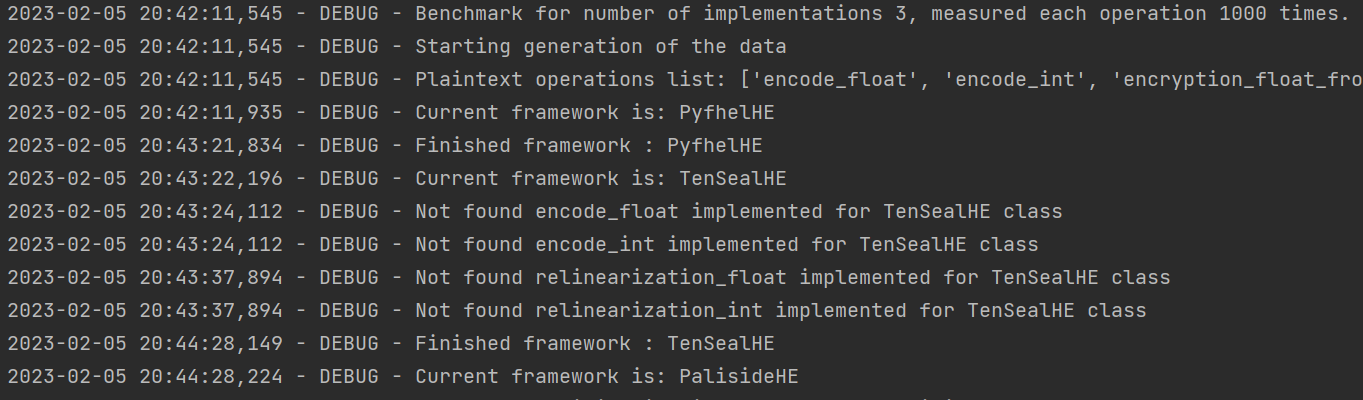 2023-02-05 20:42:11,545 - DEBUG - Benchmark for number of implementations 3, measured each operation 1000 times.
2023-02-05 20:42:11,545 - DEBUG - Starting generation of the data
2023-02-05 20:42:11,545 - DEBUG - Plaintext operations list: ['encode_float', 'encode_int', 'encryption_float_fro
2023-02-05 20:42:11,935 - DEBUG - Current framework is: PyfhelHE
2023-02-05 20:43:21,834 - DEBUG - Finished framework : PyfhelHE
2023-02-05 20:43:22,196 - DEBUG - Current framework is: TenSealHE
2023-02-05 20:43:24,112 - DEBUG - Not found encode_float implemented for TenSealHE class
2023-02-05 20:43:24,112 - DEBUG - Not found encode_int implemented for TenSealHE class
2023-02-05 20:43:37,894 - DEBUG - Not found relinearization_float implemented for TenSealHE class
2023-02-05 20:43:37,894 - DEBUG - Not found relinearization_int implemented for TenSealHE class
2023-02-05 20:44:28,149 - DEBUG - Finished framework : TenSealHE
2023-02-05 20:44:28,224 - DEBUG - Current framework is: PalisideHE